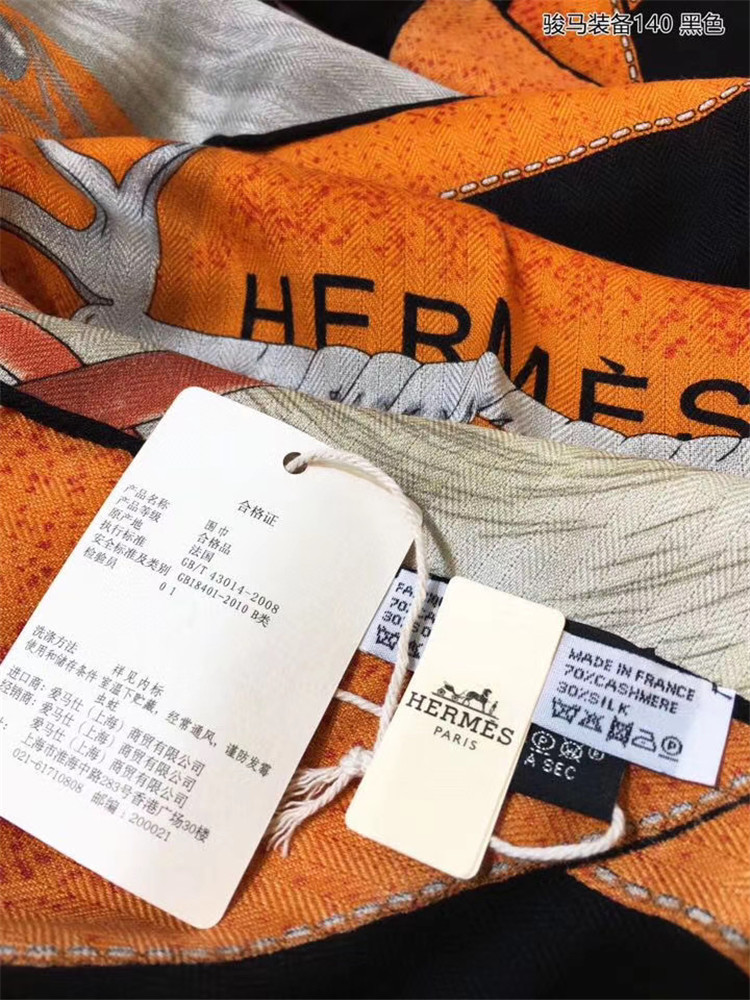 骏马装备140 黑色
HERMÈS
合格证
产品名称 围巾
产品等级 合格品
原产地 法国
执行标准 GB/T 43014-2008
安全标准及类别 GB18401-2010 B类
检验员 01
洗涤方法 详见内标
使用和储存条件 室温下贮藏，经常通风，谨防发霉
虫蛀
进口商：爱马仕（上海）商贸有限公司
经销商：爱马仕（上海）商贸有限公司
上海市淮海中路283号香港广场30楼
021-61710808 邮编：200021
HERMÈS
PARIS
70%
30%
MADE IN FRANCE
70%CASHMERE
30%SILK
A SEC